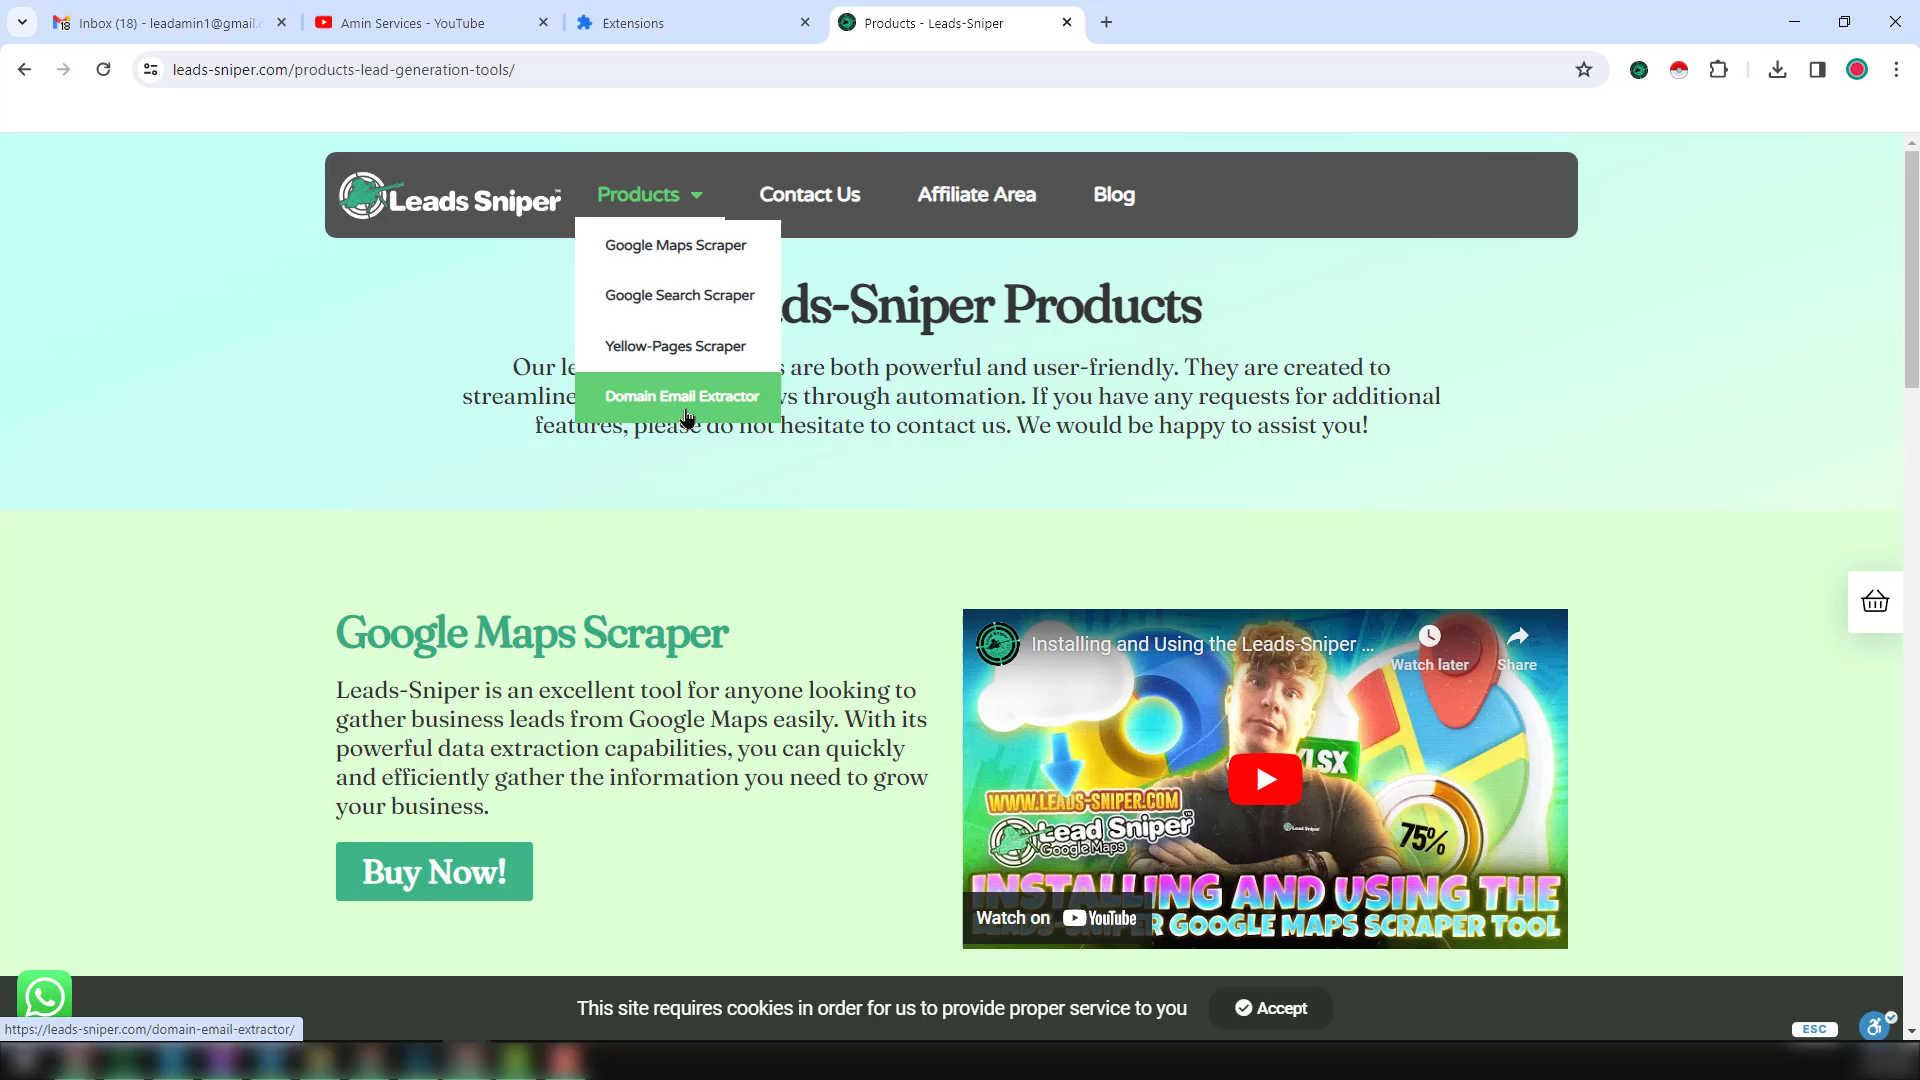 18 Inbox (18) - leadamin1@gmail.c
Amin Services - YouTube
Extensions
Products - Leads-Sniper
leads-sniper.com/products-lead-generation-tools/
Leads Sniper
Products
Contact Us
Affiliate Area
Blog
Google Maps Scraper
Google Search Scraper
Yellow-Pages Scraper
Domain Email Extractor
ds-Sniper Products
Our le are both powerful and user-friendly. They are created to
streamline s through automation. If you have any requests for additional
features, please do not hesitate to contact us. We would be happy to assist you!
Google Maps Scraper
Leads-Sniper is an excellent tool for anyone looking to
gather business leads from Google Maps easily. With its
powerful data extraction capabilities, you can quickly
and efficiently gather the information you need to grow
your business.
Buy Now!
Installing and Using the Leads-Sniper ...
Watch later
Share
XLSX
WWW.LEADS-SNIPER.COM
Lead Sniper
Google Maps
75%
INSTALLING AND USING THE
R GOOGLE MAPS SCRAPER TOOL
Watch on YouTube
This site requires cookies in order for us to provide proper service to you
Accept
https://leads-sniper.com/domain-email-extractor/
ESC